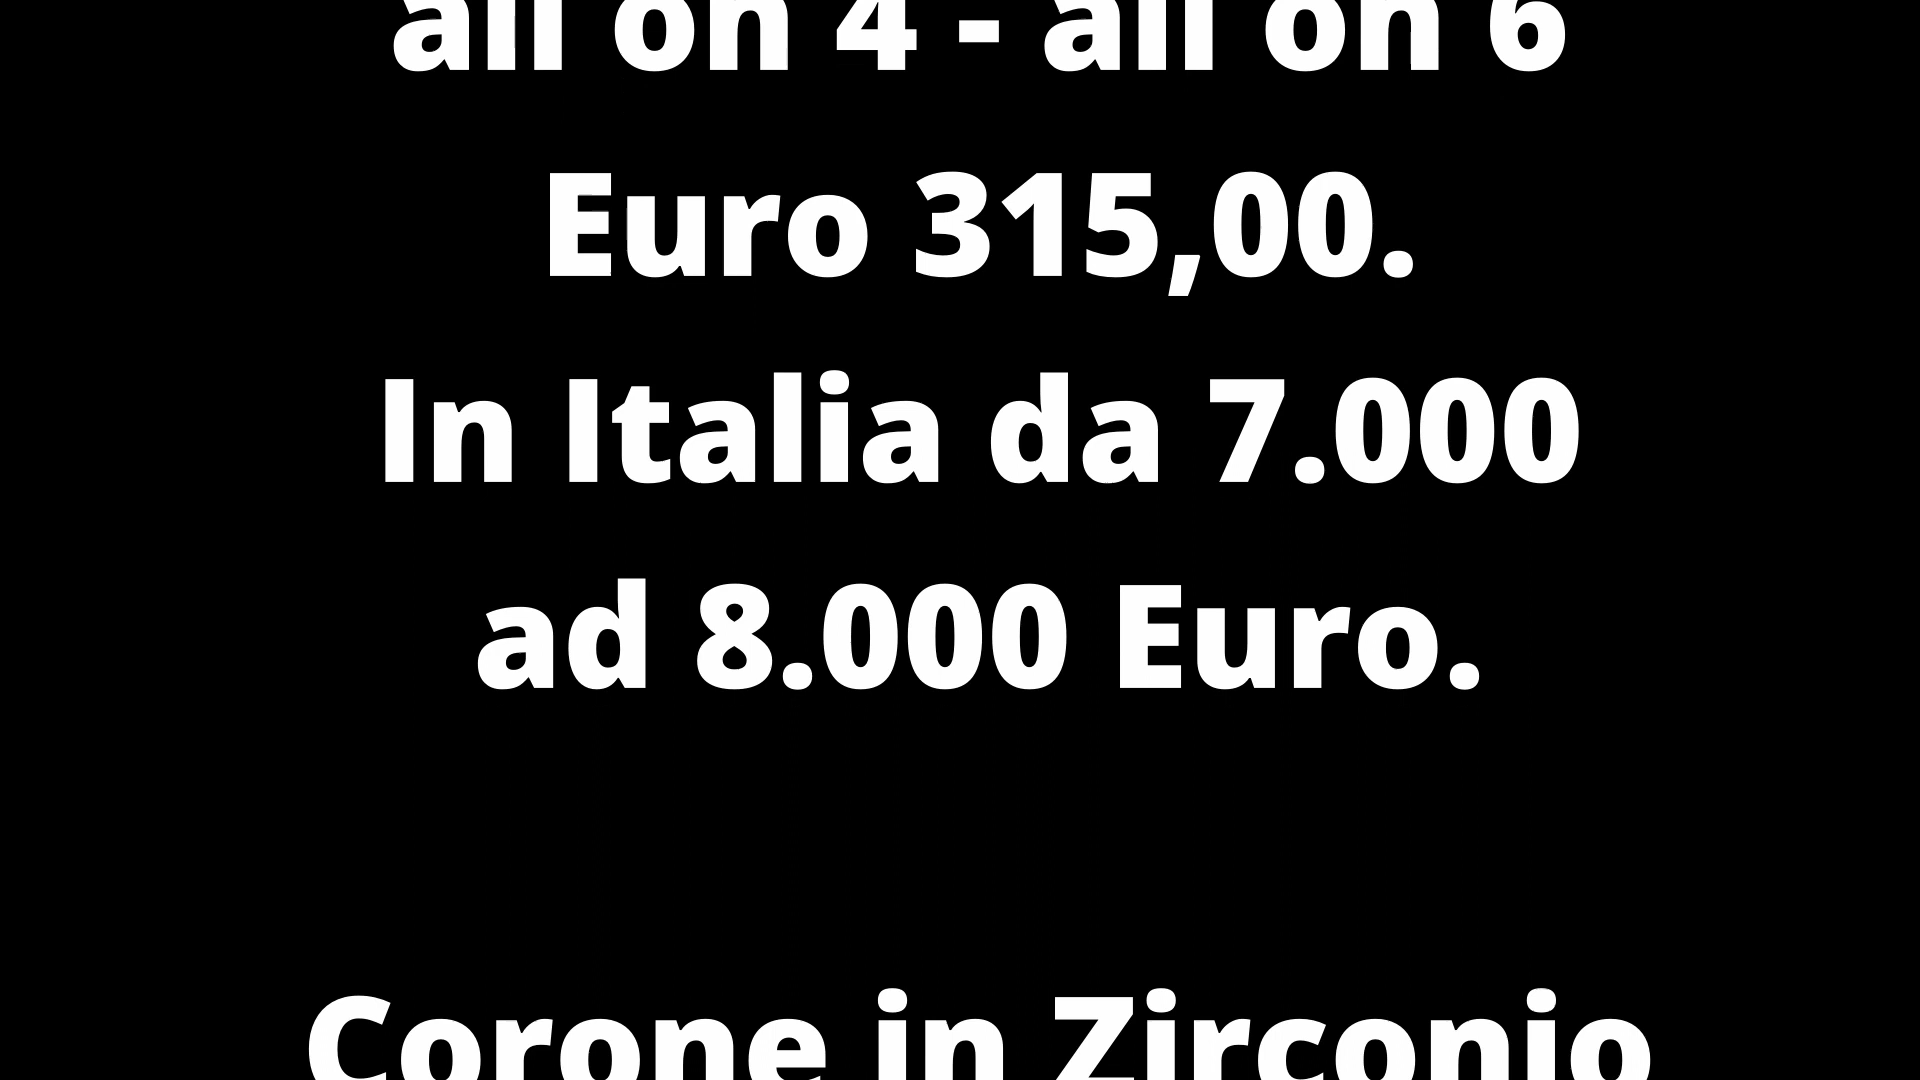 all on 4 - all on 6
Euro 315,00.
In Italia da 7.000
ad 8.000 Euro.
Corone in Zirconio